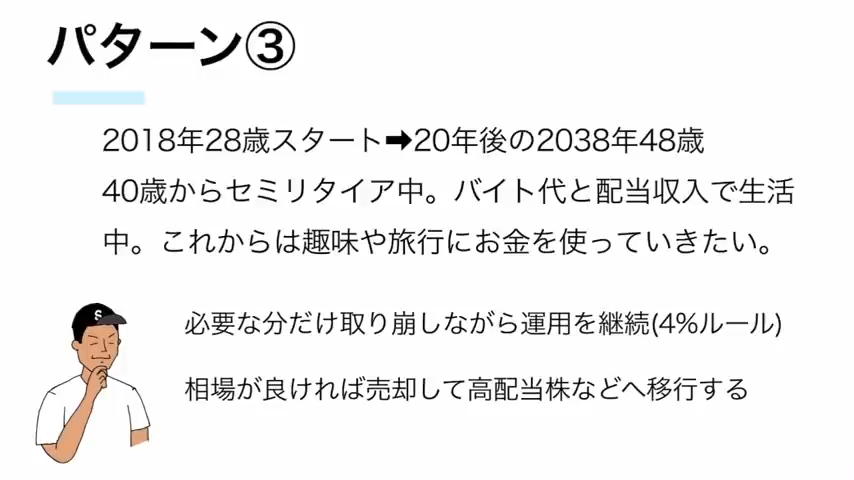 パターン③
2018年28歳スタート➡20年後の2038年48歳
40歳からセミリタイア中。バイト代と配当収入で生活
中。これからは趣味や旅行にお金を使っていきたい。
S
必要な分だけ取り崩しながら運用を継続(4%ルール)
相場が良ければ売却して高配当株などへ移行する